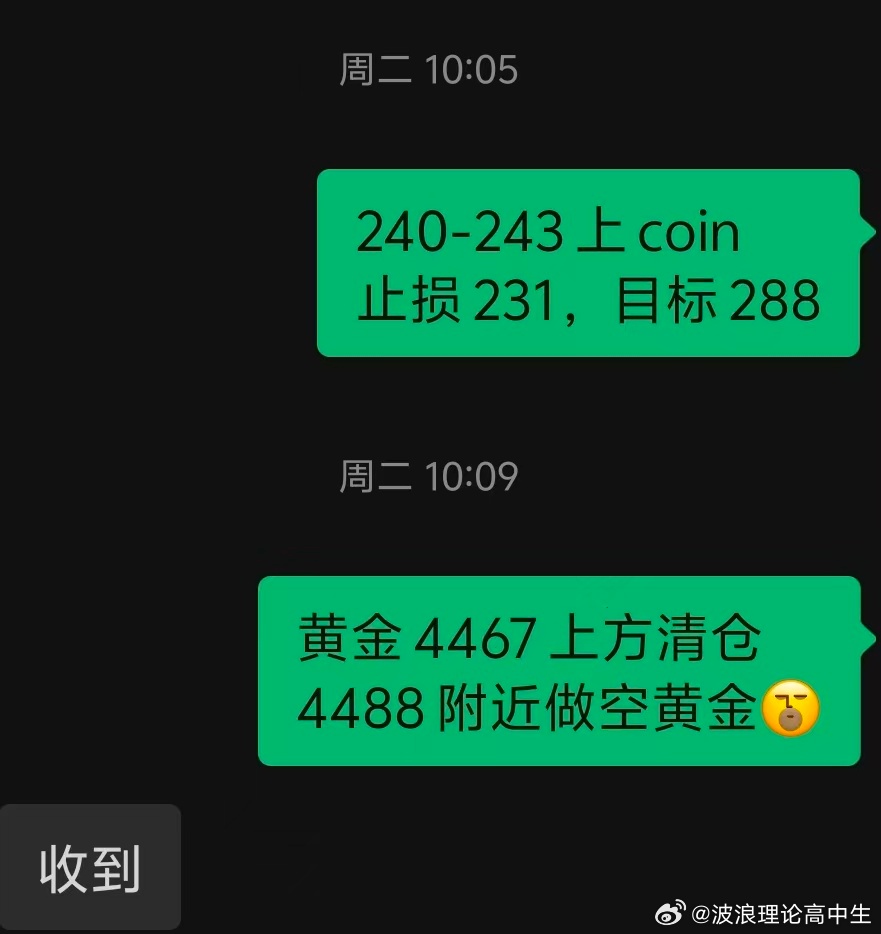 周二 10:05
240-243 上 coin
止损 231，目标 288
周二 10:09
黄金 4467 上方清仓
4488 附近做空黄金
收到
@波浪理论高中生